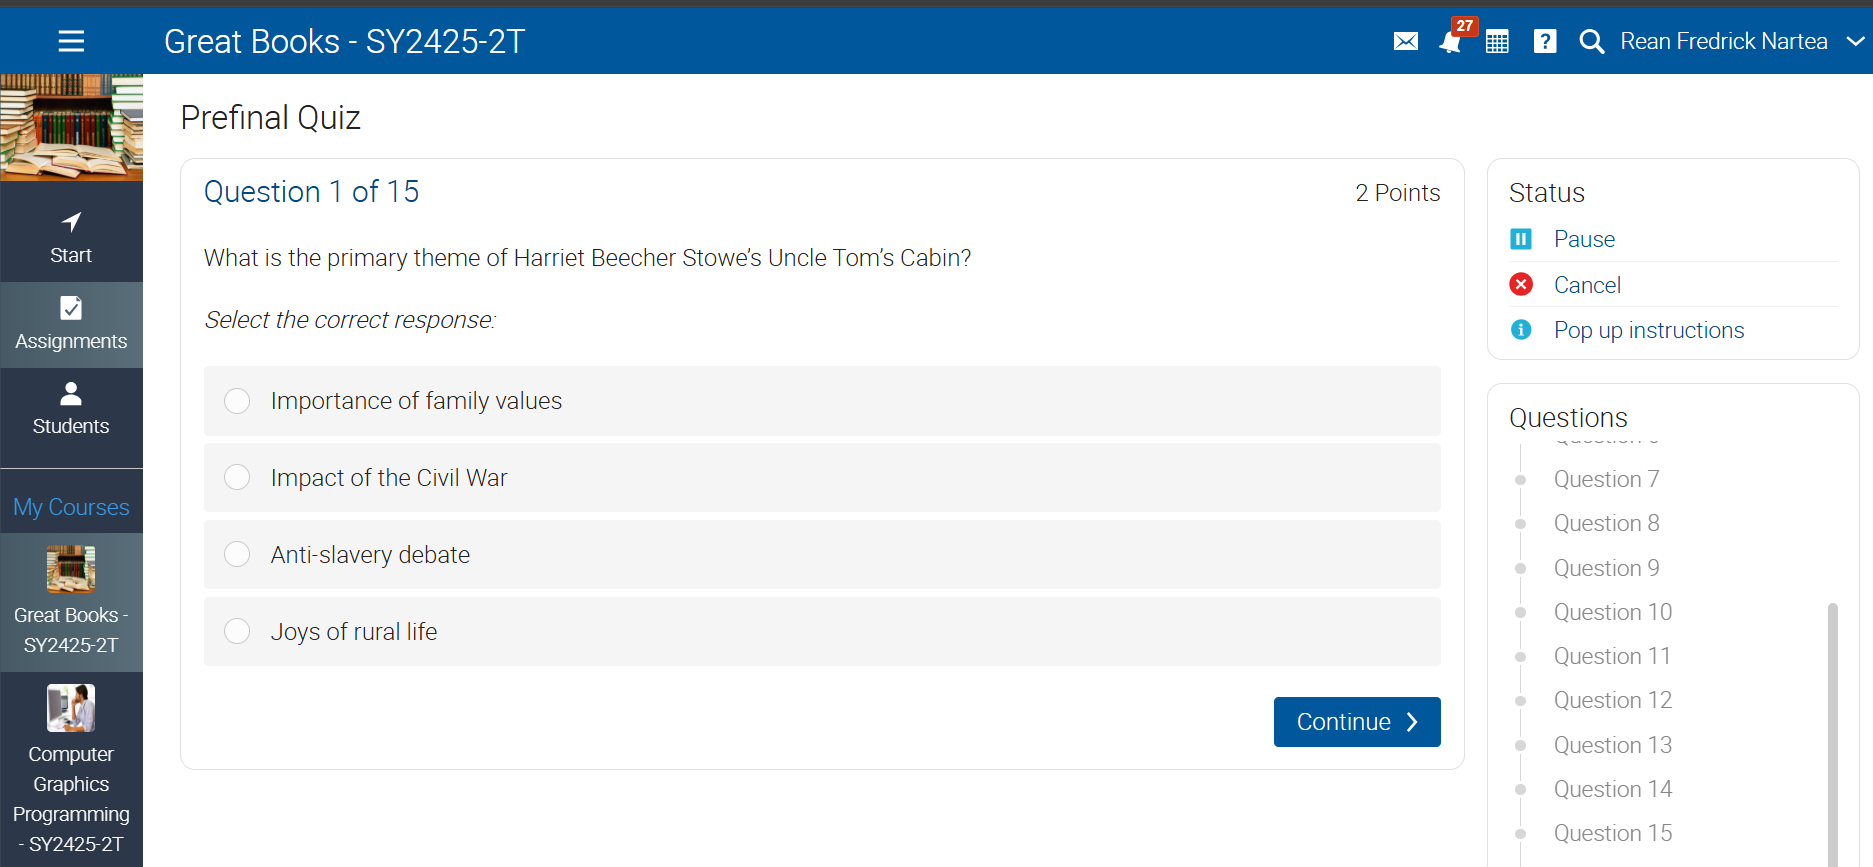 Great Books - SY2425-2T
27
?
Rean Fredrick Nartea
Start
Assignments
Students
My Courses
Great Books -
SY2425-2T
Computer
Graphics
Programming
- SY2425-2T
Prefinal Quiz
Question 1 of 15
2 Points
What is the primary theme of Harriet Beecher Stowe’s Uncle Tom’s Cabin?
Select the correct response:
Importance of family values
Impact of the Civil War
Anti-slavery debate
Joys of rural life
Continue
Status
Pause
Cancel
Pop up instructions
Questions
Question 7
Question 8
Question 9
Question 10
Question 11
Question 12
Question 13
Question 14
Question 15